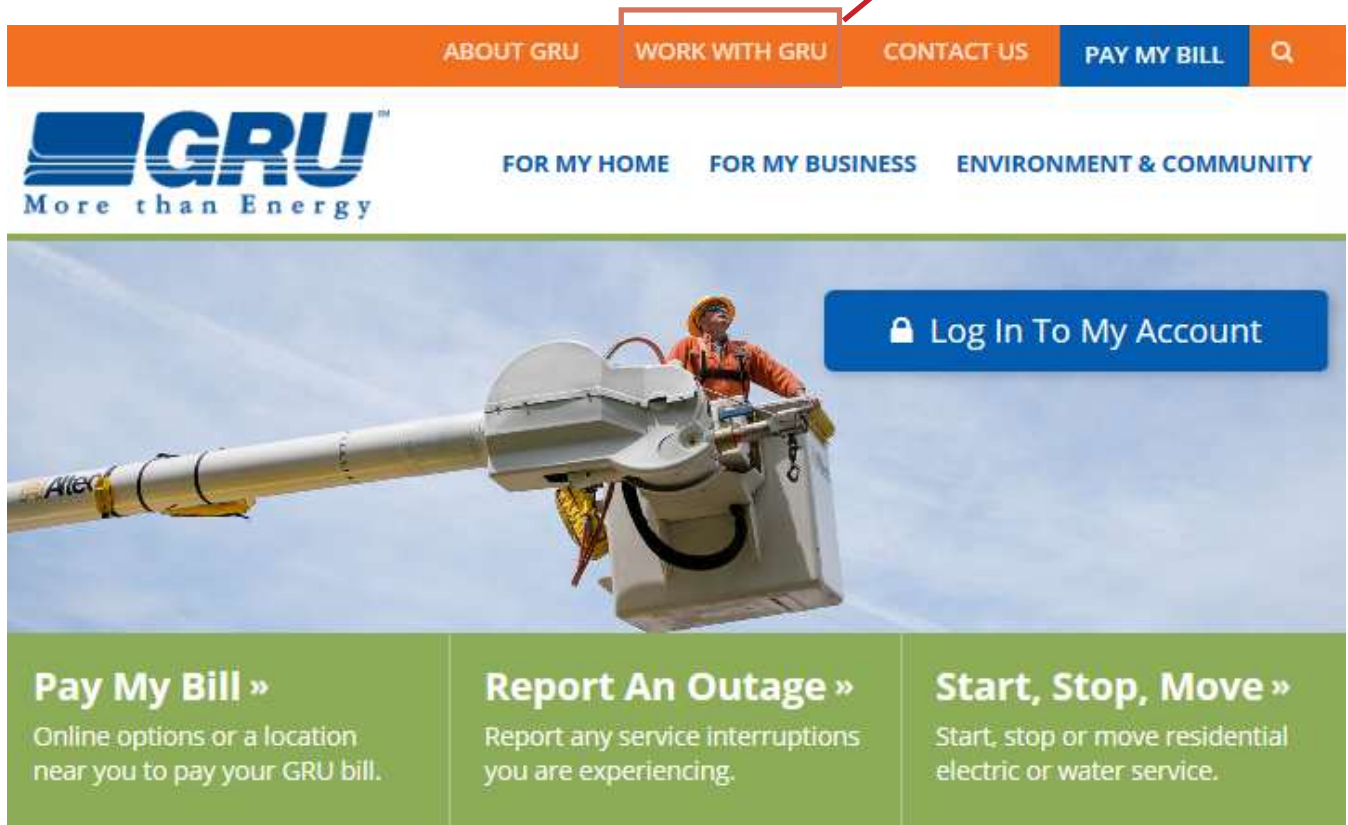 ABOUT GRU WORK WITH GRU CONTACT US PAY MY BILL
GRU™
More than Energy
FOR MY HOME FOR MY BUSINESS ENVIRONMENT & COMMUNITY
Log In To My Account
Altec
Pay My Bill »
Online options or a location
near you to pay your GRU bill.
Report An Outage »
Report any service interruptions
you are experiencing.
Start, Stop, Move »
Start, stop or move residential
electric or water service.